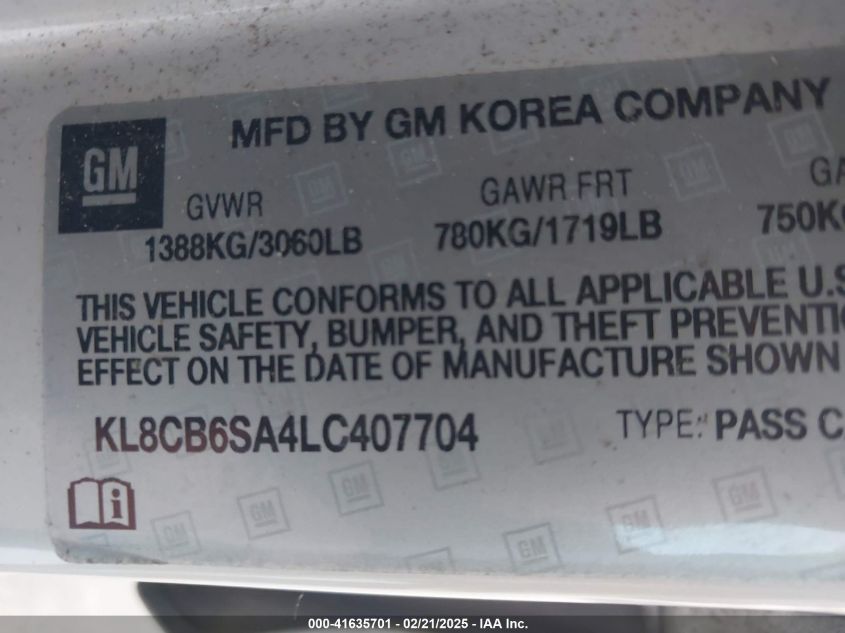 MFD BY GM KOREA COMPANY
GM
GVWR
GAWR FRT
1388KG/3060LB
780KG/1719LB
750K
THIS VEHICLE CONFORMS TO ALL APPLICABLE U.S
VEHICLE SAFETY, BUMPER, AND THEFT PREVENTI
EFFECT ON THE DATE OF MANUFACTURE SHOWN
KL8CB6SA4LC407704
TYPE: PASS C
000-41635701 - 02/21/2025 - IAA Inc.